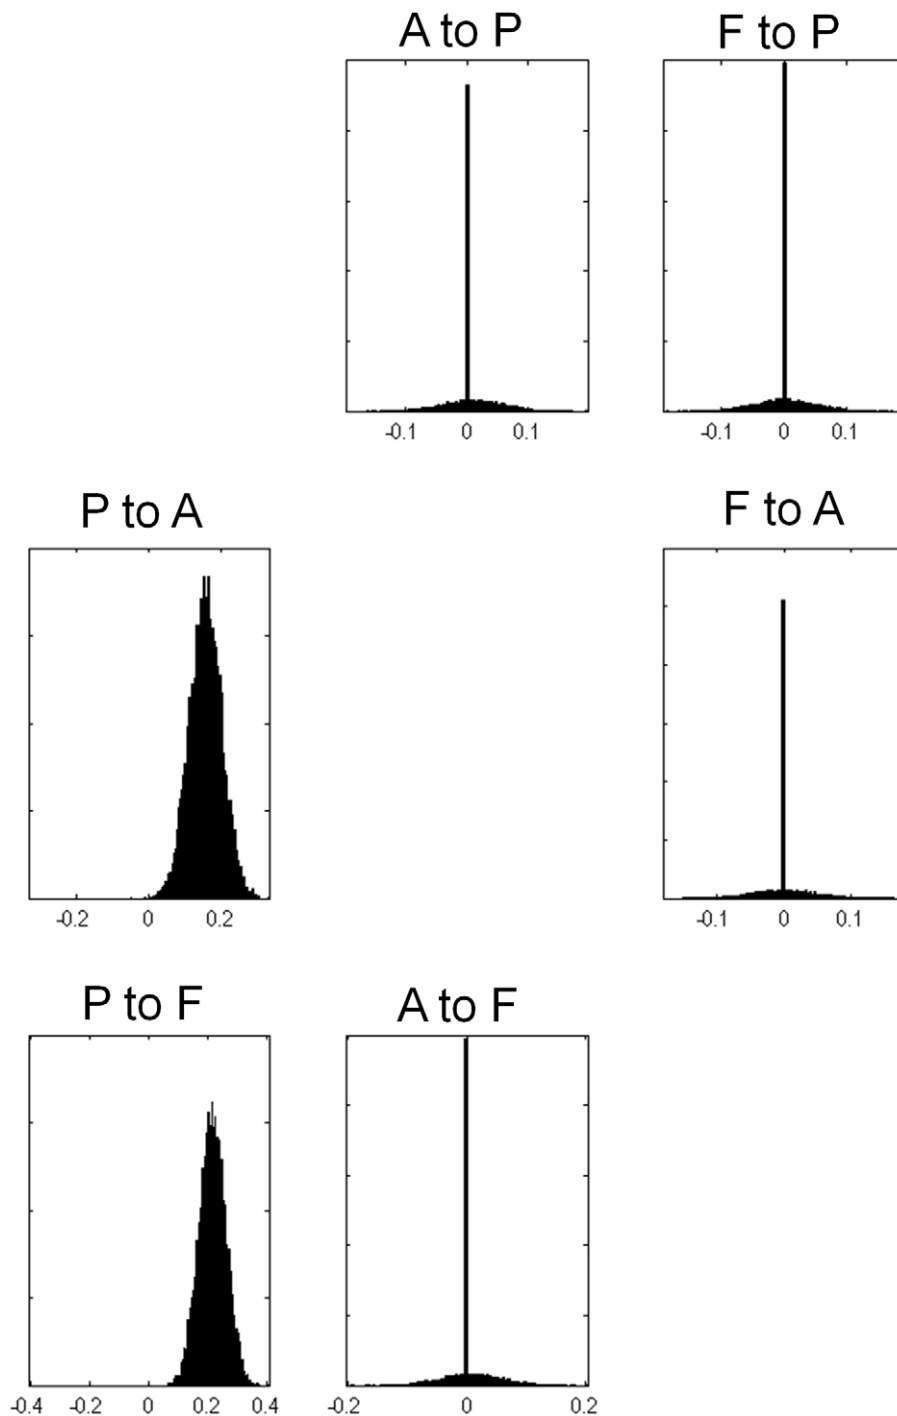 A to P
F to P
-0.1 0 0.1
-0.1 0 0.1
P to A
F to A
-0.2 0 0.2
-0.1 0 0.1
P to F
A to F
-0.4 -0.2 0 0.2 0.4
-0.2 0 0.2